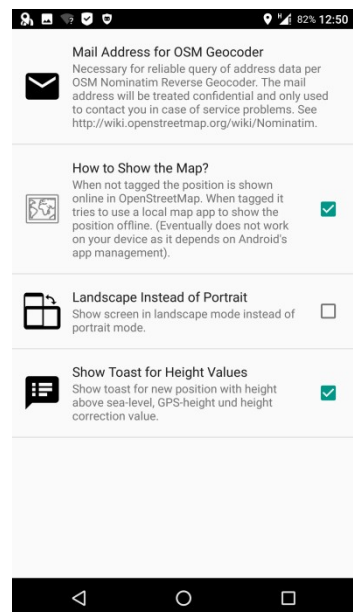 82% 12:50
Mail Address for OSM Geocoder
Necessary for reliable query of address data per
OSM Nominatim Reverse Geocoder. The mail
address will be treated confidential and only used
to contact you in case of service problems. See
http://wiki.openstreetmap.org/wiki/Nominatim.
How to Show the Map?
When not tagged the position is shown
online in OpenStreetMap. When tagged it
tries to use a local map app to show the
position offline. (Eventually does not work
on your device as it depends on Android's
app management).
Landscape Instead of Portrait
Show screen in landscape mode instead of
portrait mode.
Show Toast for Height Values
Show toast for new position with height
above sea-level, GPS-height und height
correction value.